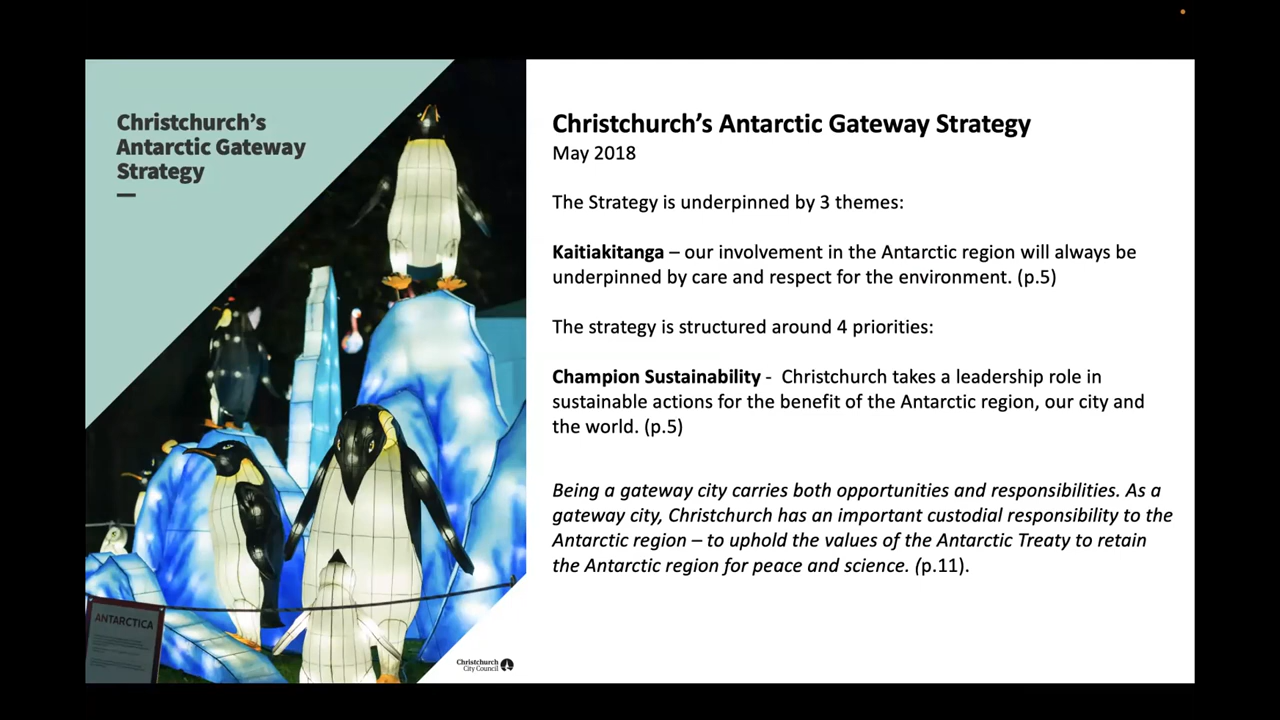 Christchurch's
Antarctic Gateway
Strategy
Christchurch's Antarctic Gateway Strategy
May 2018
The Strategy is underpinned by 3 themes:
Kaitiakitanga – our involvement in the Antarctic region will always be
underpinned by care and respect for the environment. (p.5)
The strategy is structured around 4 priorities:
Champion Sustainability -  Christchurch takes a leadership role in
sustainable actions for the benefit of the Antarctic region, our city and
the world. (p.5)
Being a gateway city carries both opportunities and responsibilities. As a
gateway city, Christchurch has an important custodial responsibility to the
Antarctic region – to uphold the values of the Antarctic Treaty to retain
the Antarctic region for peace and science. (p.11).
ANTARCTICA
Christchurch
City Council